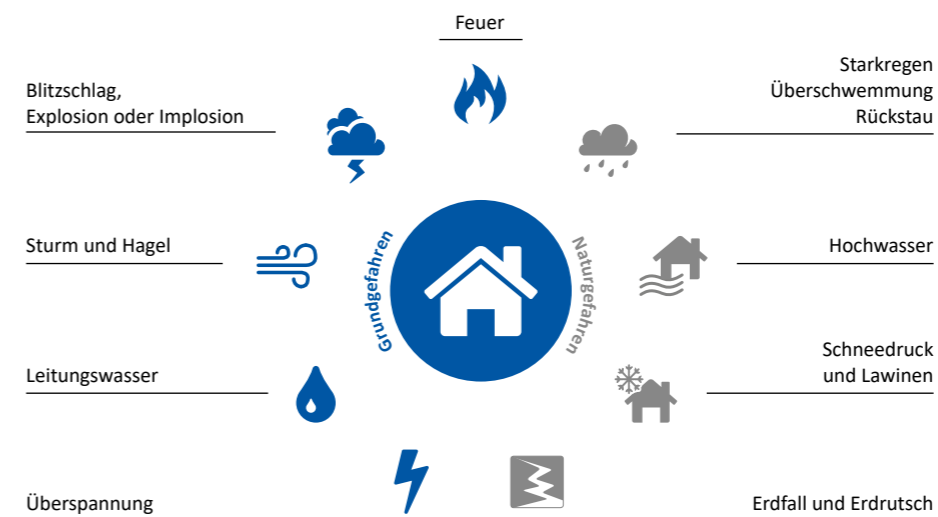 Feuer
Blitzschlag,
Explosion oder Implosion
Starkregen
Überschwemmung
Rückstau
Sturm und Hagel
Grundgefahren
Naturgefahren
Hochwasser
Leitungswasser
Schneedruck
und Lawinen
Überspannung
Erdfall und Erdrutsch